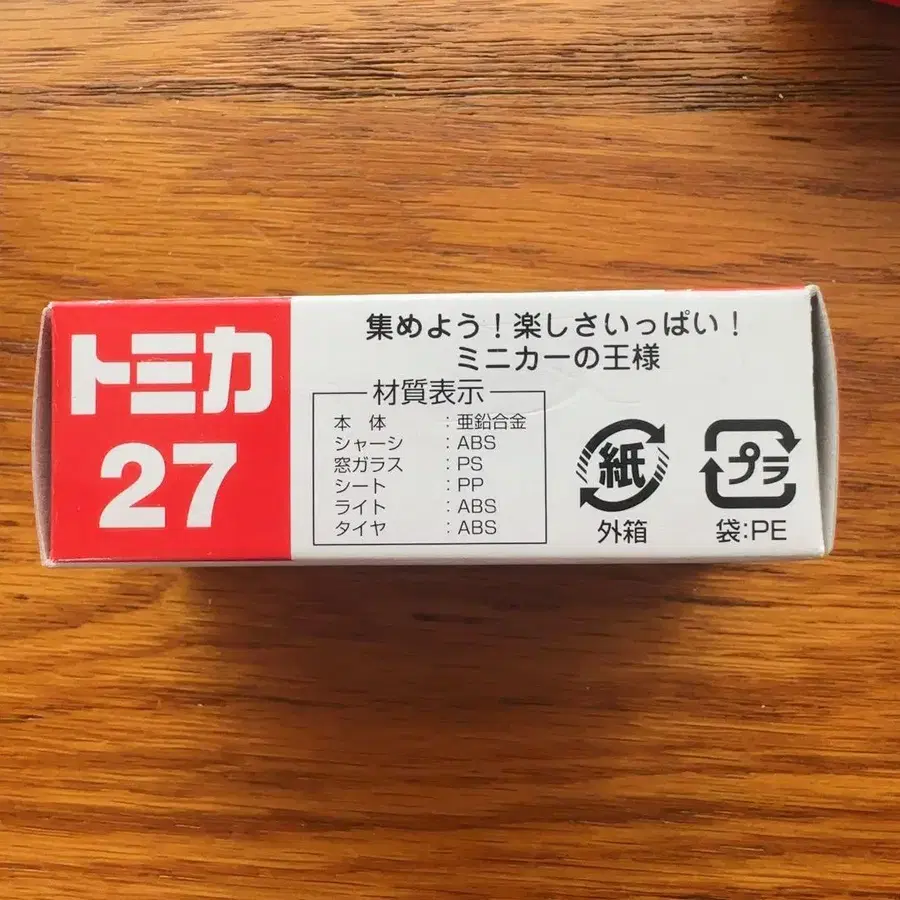 トミカ
27
集めよう！楽しさいっぱい！
ミニカーの王様
材質表示
本体：亜鉛合金
シャーシ：ABS
窓ガラス：PS
シート：PP
ライト：ABS
タイヤ：ABS
紙
外箱
プラ
袋:PE